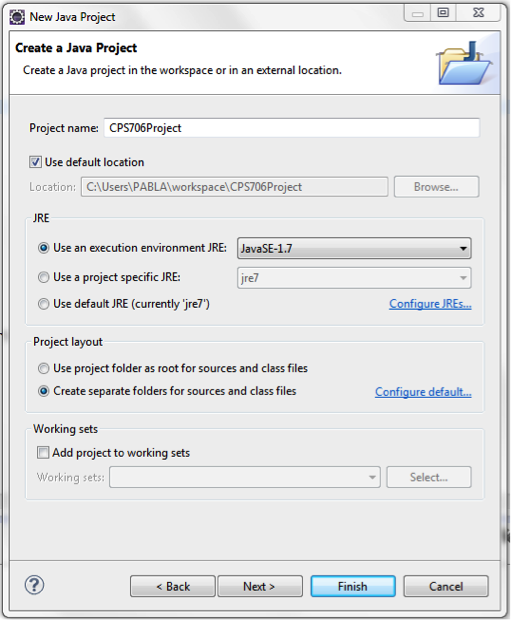 New Java Project
Create a Java Project
Create a Java project in the workspace or in an external location.
Project name: CPS706Project
Use default location
Location: C:\Users\PABLA\workspace\CPS706Project Browse...
JRE
Use an execution environment JRE: JavaSE-1.7
Use a project specific JRE: jre7
Use default JRE (currently 'jre7') Configure JREs...
Project layout
Use project folder as root for sources and class files
Create separate folders for sources and class files Configure default...
Working sets
Add project to working sets
Working sets: Select...
? < Back Next > Finish Cancel